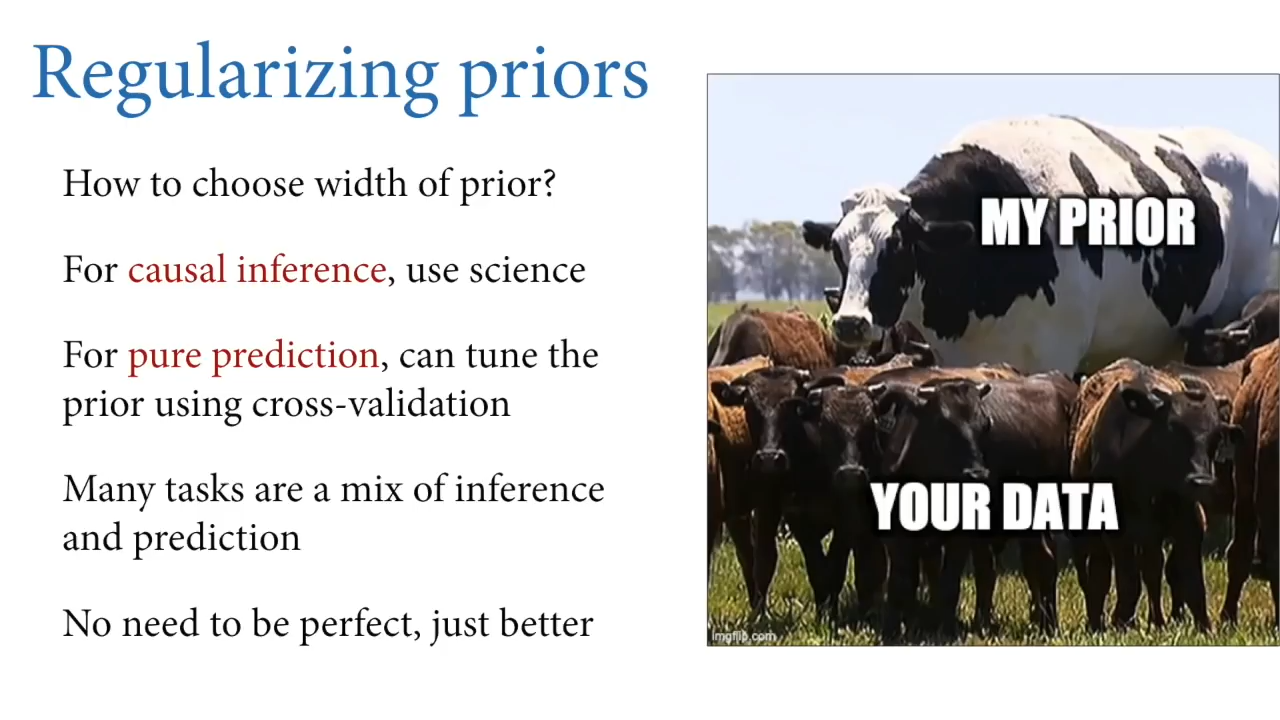 Regularizing priors
How to choose width of prior?
For causal inference, use science
For pure prediction, can tune the
prior using cross-validation
Many tasks are a mix of inference
and prediction
No need to be perfect, just better
MY PRIOR
YOUR DATA
imgflip.com